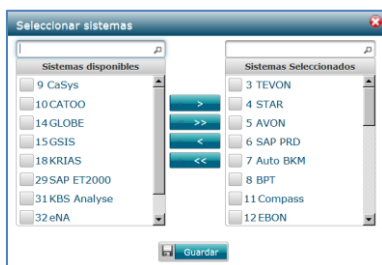 Seleccionar sistemas
Sistemas disponibles
9 CaSys
10 CATOO
14 GLOBE
15 GSIS
18 KRIAS
29 SAP ET2000
31 KBS Analyse
32 eNA
>
>>
<
<<
Sistemas Seleccionados
3 TEVON
4 STAR
5 AVON
6 SAP PRD
7 Auto BKM
8 BPT
11 Compass
12 EBON
Guardar